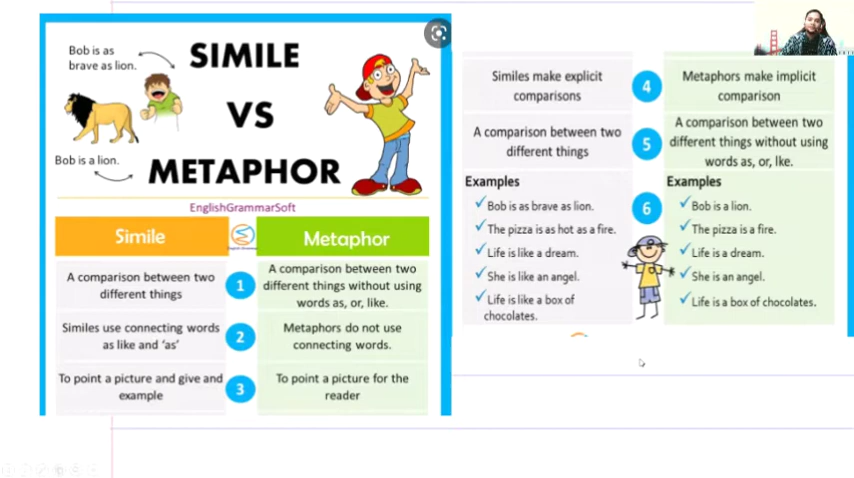 Bob is as
brave as lion.
SIMILE
VS
METAPHOR
Bob is a lion.
EnglishGrammarSoft
Simile
Metaphor
A comparison between two
different things
1
A comparison between two
different things without using
words as, or, like.
Similes use connecting words
as like and ‘as’
2
Metaphors do not use
connecting words.
To point a picture and give and
example
3
To point a picture for the
reader
Similes make explicit
comparisons
4
Metaphors make implicit
comparison
A comparison between two
different things
5
A comparison between two
different things without using
words as, or, lke.
Examples
6
Examples
Bob is as brave as lion.
The pizza is as hot as a fire.
Life is like a dream.
She is like an angel.
Life is like a box of
chocolates.
Bob is a lion.
The pizza is a fire.
Life is a dream.
She is an angel.
Life is a box of chocolates.